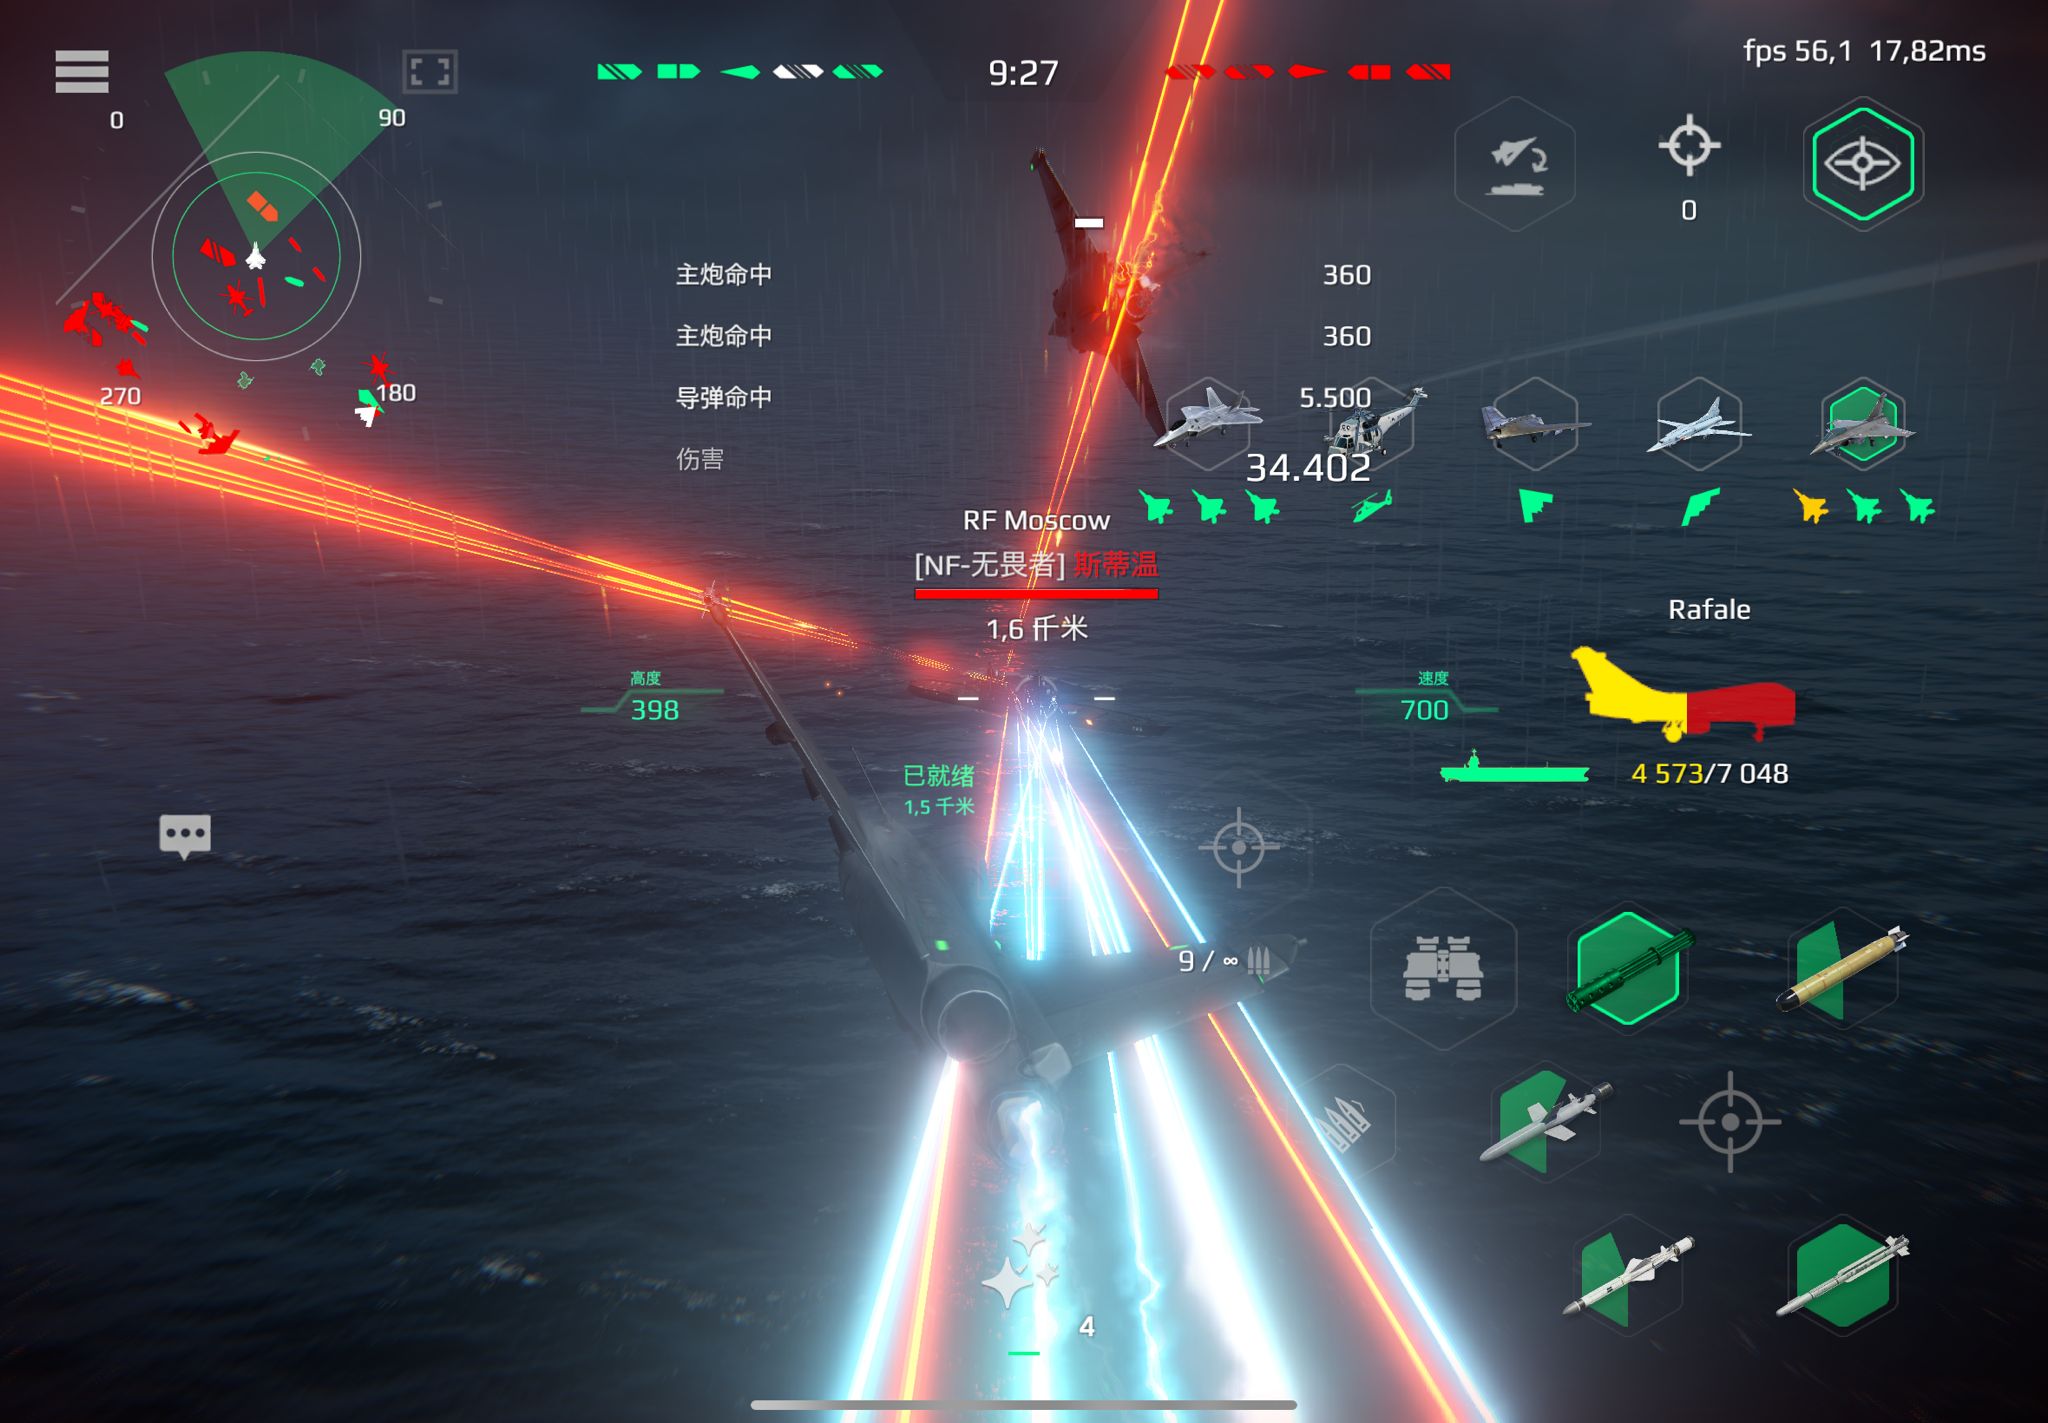 9:27
fps 56,1 17,82ms
0
90
270
180
0
主炮命中 360
主炮命中 360
导弹命中 5.500
伤害 34.402
RF Moscow
[NF-无畏者] 斯蒂温
1,6 千米
Rafale
高度
398
速度
700
4 573/7 048
已就绪
1,5 千米
9 / ∞
4